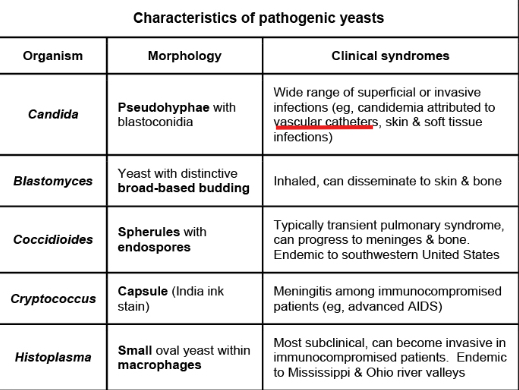 Characteristics of pathogenic yeasts
Organism
Morphology
Clinical syndromes
Candida
Pseudohyphae with
blastoconidia
Wide range of superficial or invasive
infections (eg, candidemia attributed to
vascular catheters, skin & soft tissue
infections)
Blastomyces
Yeast with distinctive
broad-based budding
Inhaled, can disseminate to skin & bone
Coccidioides
Spherules with
endospores
Typically transient pulmonary syndrome,
can progress to meninges & bone.
Endemic to southwestern United States
Cryptococcus
Capsule (India ink
stain)
Meningitis among immunocompromised
patients (eg, advanced AIDS)
Histoplasma
Small oval yeast within
macrophages
Most subclinical, can become invasive in
immunocompromised patients. Endemic
to Mississippi & Ohio river valleys